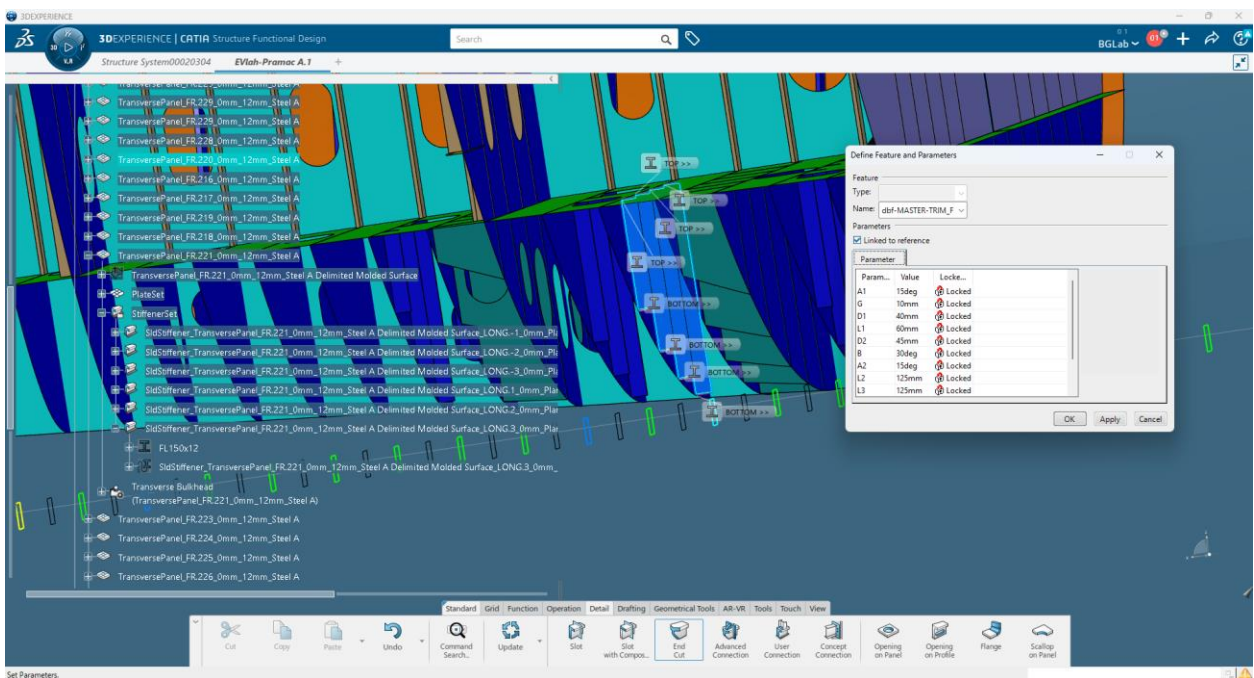 3DEXPERIENCE
3DEXPERIENCE | CATIA Structure Functional Design
Search
BGLab
Structure System00020304
EVlah-Pramac A.1
+
TransversePanel_FR.229_0mm_12mm_Steel A
TransversePanel_FR.229_0mm_12mm_Steel A
TransversePanel_FR.228_0mm_12mm_Steel A
TransversePanel_FR.220_0mm_12mm_Steel A
TransversePanel_FR.216_0mm_12mm_Steel A
TransversePanel_FR.217_0mm_12mm_Steel A
TransversePanel_FR.219_0mm_12mm_Steel A
TransversePanel_FR.218_0mm_12mm_Steel A
TransversePanel_FR.221_0mm_12mm_Steel A
TransversePanel_FR.221_0mm_12mm_Steel A Delimited Molded Surface
PlateSet
StiffenerSet
SldStiffener_TransversePanel_FR.221_0mm_12mm_Steel A Delimited Molded Surface_LONG.-1_0mm_Pla
SldStiffener_TransversePanel_FR.221_0mm_12mm_Steel A Delimited Molded Surface_LONG.-2_0mm_Pla
SldStiffener_TransversePanel_FR.221_0mm_12mm_Steel A Delimited Molded Surface_LONG.-3_0mm_Pla
SldStiffener_TransversePanel_FR.221_0mm_12mm_Steel A Delimited Molded Surface_LONG.1_0mm_Plan
SldStiffener_TransversePanel_FR.221_0mm_12mm_Steel A Delimited Molded Surface_LONG.2_0mm_Plan
SldStiffener_TransversePanel_FR.221_0mm_12mm_Steel A Delimited Molded Surface_LONG.3_0mm_Plan
FL150x12
SldStiffener_TransversePanel_FR.221_0mm_12mm_Steel A Delimited Molded Surface_LONG.3_0mm_
Transverse Bulkhead
(TransversePanel_FR.221_0mm_12mm_Steel A)
TransversePanel_FR.223_0mm_12mm_Steel A
TransversePanel_FR.224_0mm_12mm_Steel A
TransversePanel_FR.225_0mm_12mm_Steel A
TransversePanel_FR.226_0mm_12mm_Steel A
TOP >>
TOP >>
TOP >>
TOP >>
BOTTOM >>
BOTTOM >>
BOTTOM >>
BOTTOM >>
Define Feature and Parameters
Feature
Type:
Name: dbf-MASTER-TRIM_F
Parameters
Linked to reference
Parameter
Param... Value Locke...
A1 15deg Locked
G 10mm Locked
D1 40mm Locked
L1 60mm Locked
D2 45mm Locked
B 30deg Locked
A2 15deg Locked
L2 125mm Locked
L3 125mm Locked
OK Apply Cancel
Standard Grid Function Operation Detail Drafting Geometrical Tools AR-VR Tools Touch View
Cut
Copy
Paste
Undo
Command Search...
Update
Slot
Slot with Compos...
End Cut
Advanced Connection
User Connection
Concept Connection
Opening on Panel
Opening on Profile
Flange
Scallop on Panel
Set Parameters.